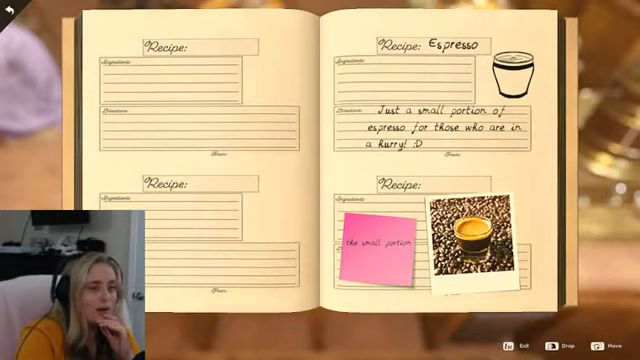 Recipe:
Ingredients:
Directions:
From:
Recipe:
Ingredients:
Recipe: Espresso
Ingredients:
Directions:
Just a small portion of
espresso for those who are in
a hurry! :D
From:
Recipe:
Ingredients:
the small portion
From:
Exit
Drop
Move